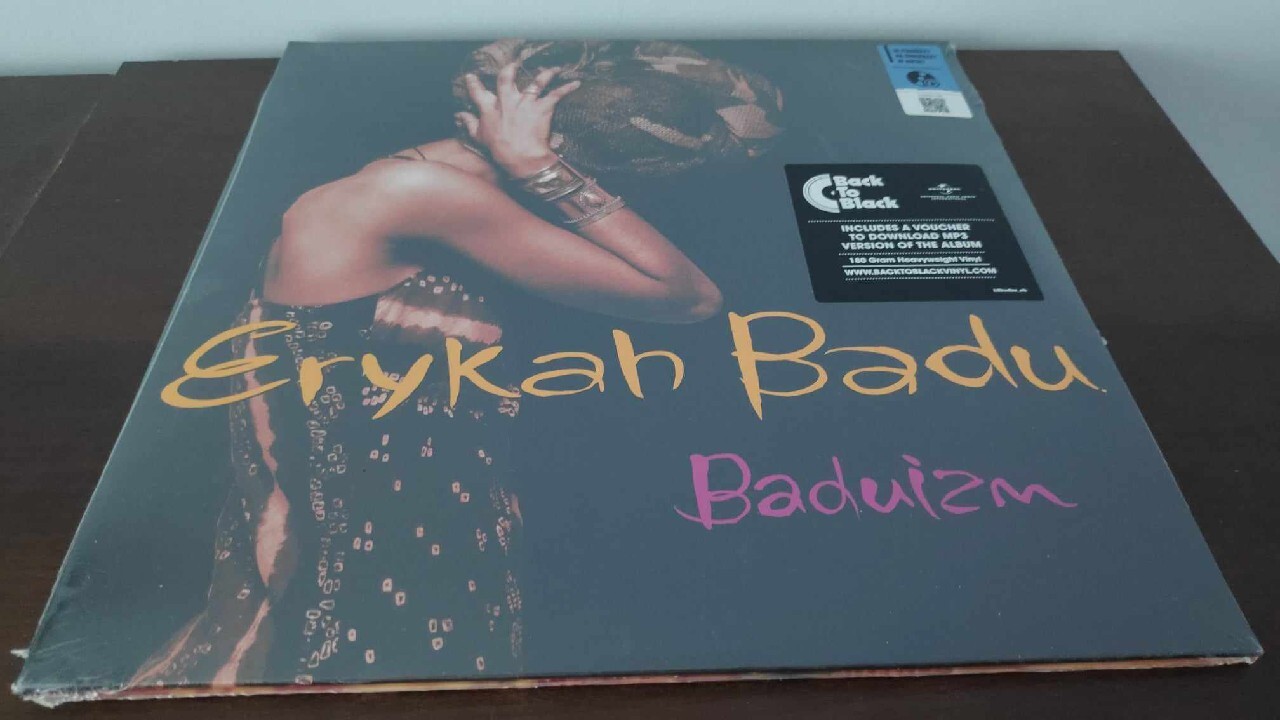 Back
To
Black
INCLUDES A VOUCHER
TO DOWNLOAD MP3
VERSION OF THE ALBUM
180 Gram Heavyweight Vinyl
WWW.BACKTOBLACKVINYL.COM
Erykah Badu
Baduizm